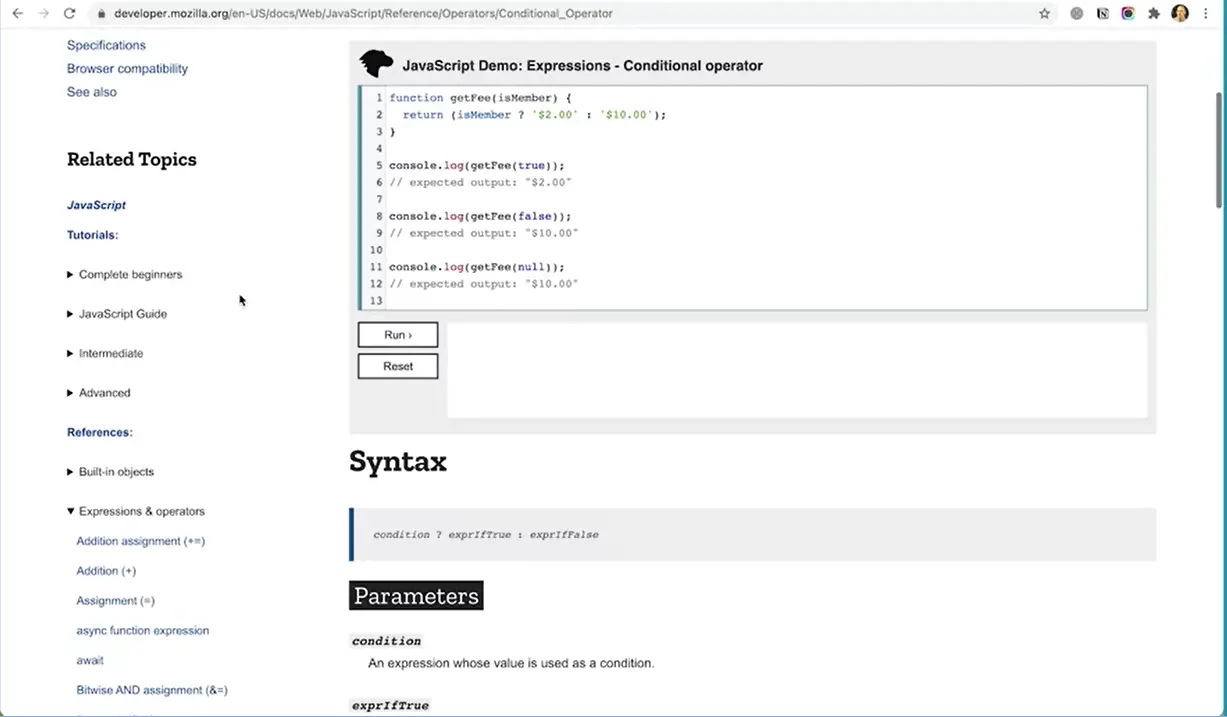 developer.mozilla.org/en-US/docs/Web/JavaScript/Reference/Operators/Conditional_Operator
Specifications
Browser compatibility
See also
Related Topics
JavaScript
Tutorials:
Complete beginners
JavaScript Guide
Intermediate
Advanced
References:
Built-in objects
Expressions & operators
Addition assignment (+=)
Addition (+)
Assignment (=)
async function expression
await
Bitwise AND assignment (&=)
JavaScript Demo: Expressions - Conditional operator
1 function getFee(isMember) {
2 return (isMember ? '$2.00' : '$10.00');
3 }
4
5 console.log(getFee(true));
6 // expected output: "$2.00"
7
8 console.log(getFee(false));
9 // expected output: "$10.00"
10
11 console.log(getFee(null));
12 // expected output: "$10.00"
13
Run ›
Reset
Syntax
condition ? exprIfTrue : exprIfFalse
Parameters
condition
An expression whose value is used as a condition.
exprIfTrue